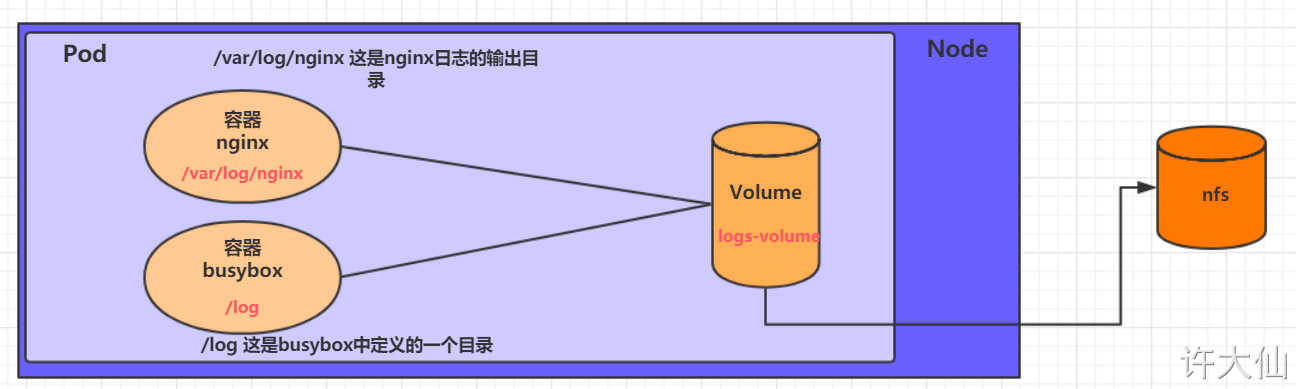 Pod
/var/log/nginx 这是nginx日志的输出目
录
Node
容器
nginx
/var/log/nginx
Volume
logs-volume
nfs
容器
busybox
/log
/log 这是busybox中定义的一个目录
许大仙